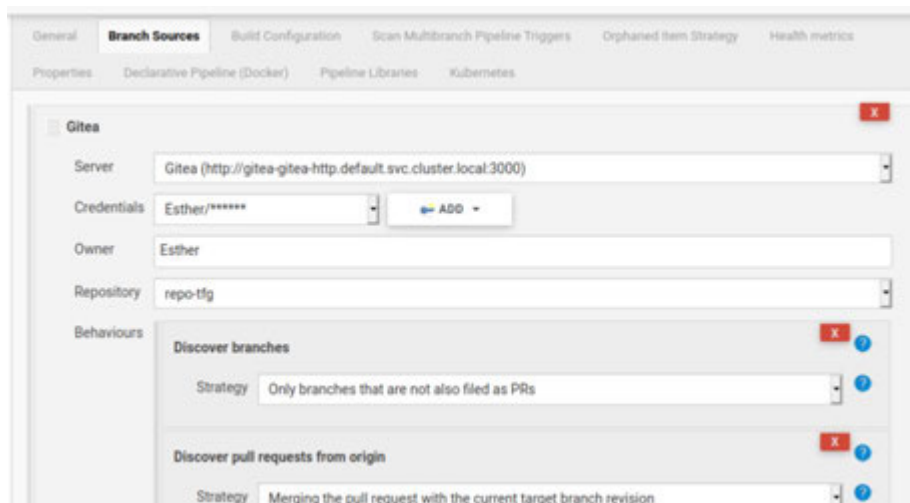 General Branch Sources Build Configuration Scan Multibranch Pipeline Triggers Orphaned Item Strategy Health metrics
Properties Declarative Pipeline (Docker) Pipeline Libraries Kubernetes
X
Gitea
Server Gitea (http://gitea-gitea-http.default.svc.cluster.local:3000)
Credentials Esther/****** ADD
Owner Esther
Repository repo-tfg
Behaviours
X
Discover branches ?
Strategy Only branches that are not also filed as PRs ?
X
Discover pull requests from origin ?
Strategy Merging the pull request with the current target branch revision ?